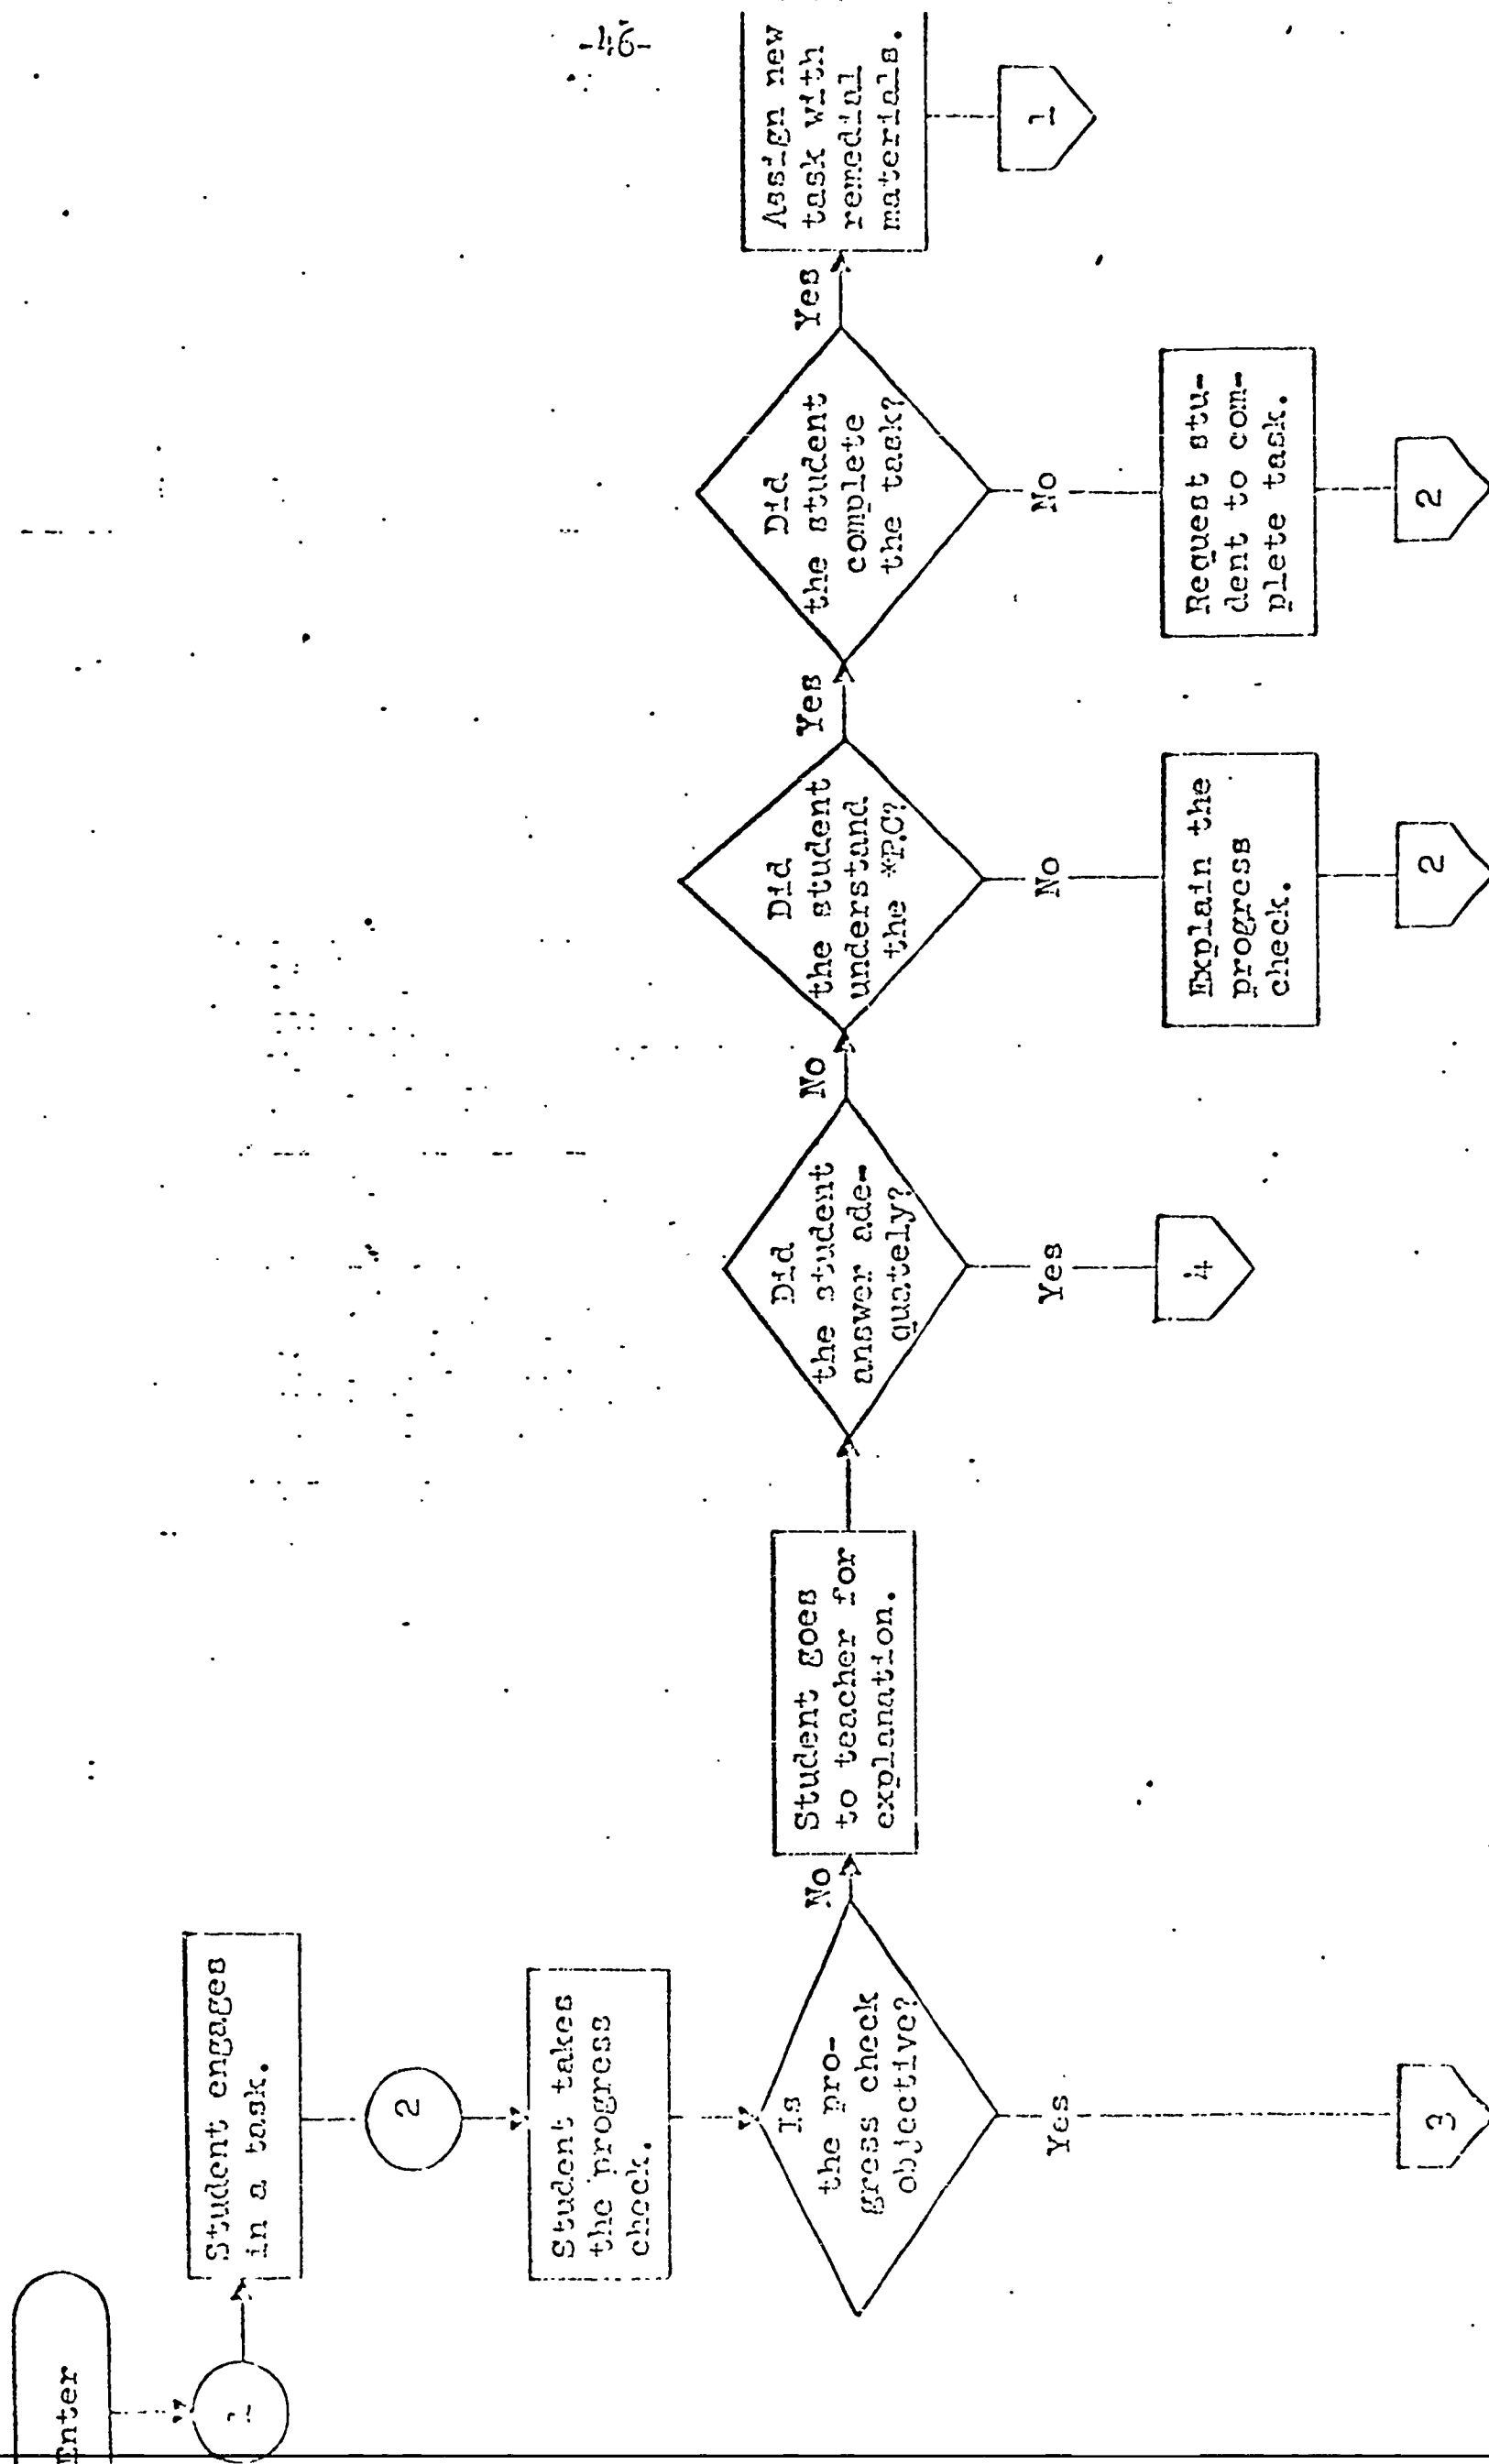 -46-
Enter
1
Student engages
in a task.
2
Student takes
the progress
check.
Is
the pro-
gress check
objective?
No
Yes
3
Student goes
to teacher for
explanation.
Did
the student
answer ade-
quately?
No
Yes
4
Did
the student
understand
the *P.C?
Yes
No
Explain the
progress
check.
2
Did
the student
complete
the task?
Yes
No
Request stu-
dent to com-
plete task.
2
Assign new
task with
remedial
materials.
1